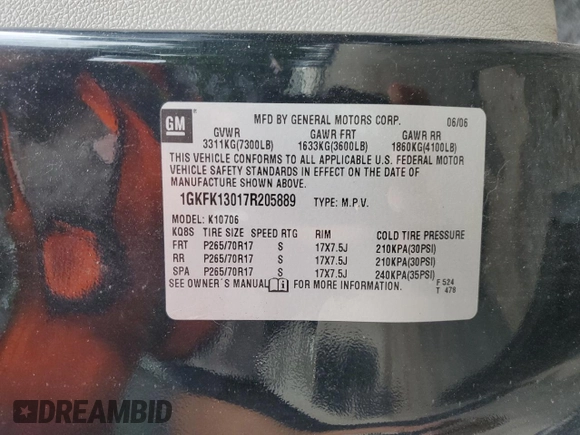 GM
MFD BY GENERAL MOTORS CORP. 06/06
GVWR GAWR FRT GAWR RR
3311KG(7300LB) 1633KG(3600LB) 1860KG(4100LB)
THIS VEHICLE CONFORMS TO ALL APPLICABLE U.S. FEDERAL MOTOR
VEHICLE SAFETY STANDARDS IN EFFECT ON THE DATE OF
MANUFACTURE SHOWN ABOVE.
1GKFK13017R205889 TYPE: M.P.V.
MODEL: K10706
K08S TIRE SIZE SPEED RTG RIM COLD TIRE PRESSURE
FRT P265/70R17 S 17X7.5J 210KPA(30PSI)
RR P265/70R17 S 17X7.5J 210KPA(30PSI)
SPA P265/70R17 S 17X7.5J 240KPA(35PSI)
SEE OWNER'S MANUAL FOR MORE INFORMATION.
F 524
T 478
DREAMBID